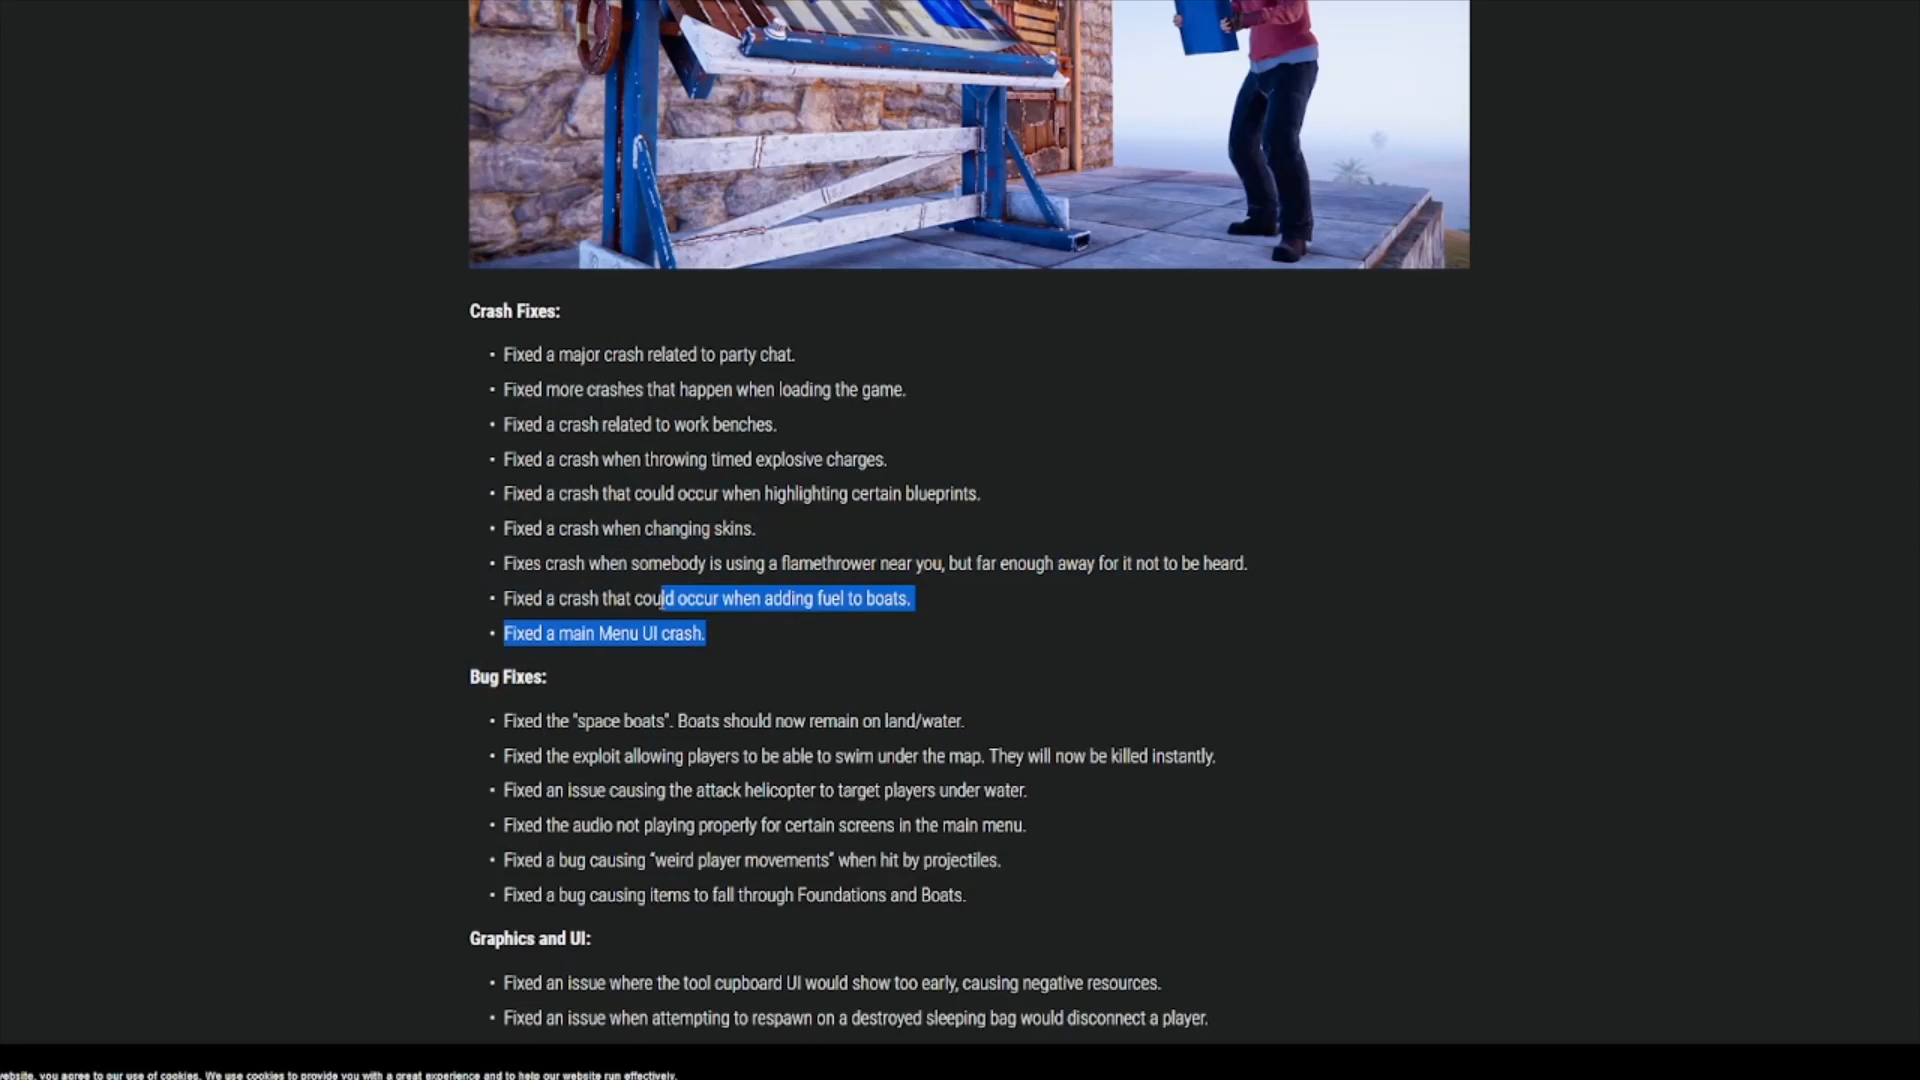 Crash Fixes:
• Fixed a major crash related to party chat.
• Fixed more crashes that happen when loading the game.
• Fixed a crash related to work benches.
• Fixed a crash when throwing timed explosive charges.
• Fixed a crash that could occur when highlighting certain blueprints.
• Fixed a crash when changing skins.
• Fixes crash when somebody is using a flamethrower near you, but far enough away for it not to be heard.
• Fixed a crash that could occur when adding fuel to boats.
• Fixed a main Menu UI crash.
Bug Fixes:
• Fixed the "space boats". Boats should now remain on land/water.
• Fixed the exploit allowing players to be able to swim under the map. They will now be killed instantly.
• Fixed an issue causing the attack helicopter to target players under water.
• Fixed the audio not playing properly for certain screens in the main menu.
• Fixed a bug causing "weird player movements" when hit by projectiles.
• Fixed a bug causing items to fall through Foundations and Boats.
Graphics and UI:
• Fixed an issue where the tool cupboard UI would show too early, causing negative resources.
• Fixed an issue when attempting to respawn on a destroyed sleeping bag would disconnect a player.
website, you agree to our use of cookies. We use cookies to provide you with a great experience and to help our website run effectively.